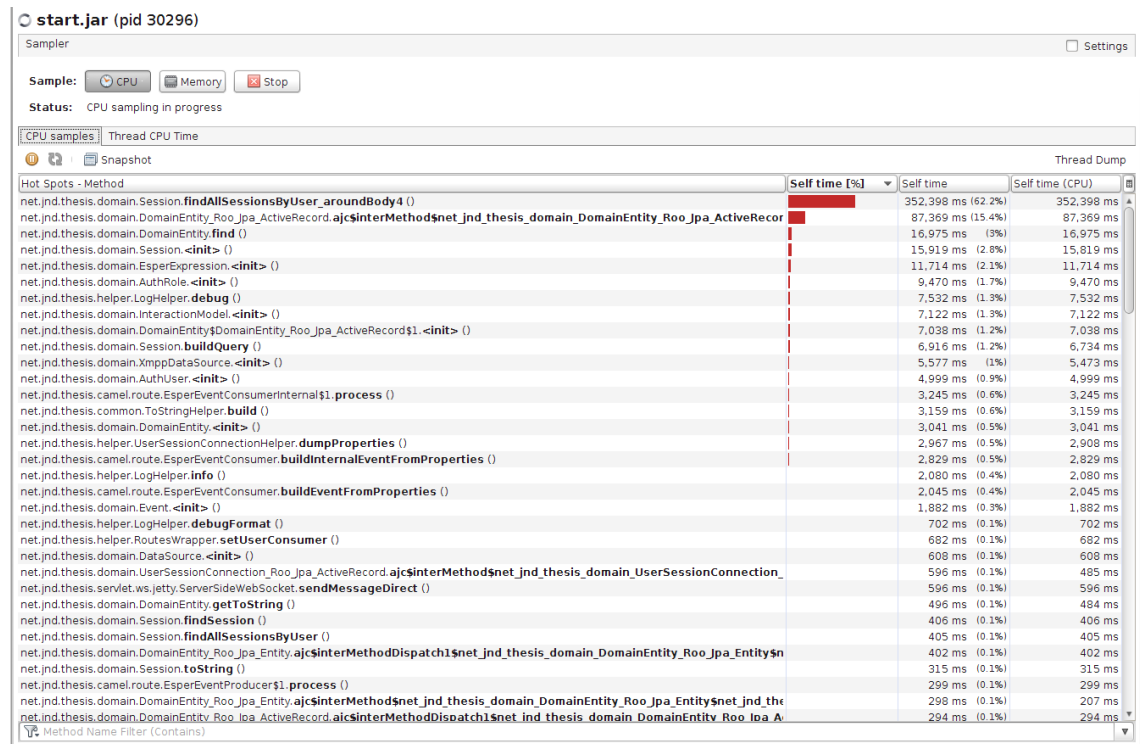 start.jar (pid 30296)
Sampler
Settings
Sample: CPU Memory Stop
Status: CPU sampling in progress
CPU samples Thread CPU Time
Snapshot Thread Dump
Hot Spots - Method Self time [%] Self time Self time (CPU)
net.jnd.thesis.domain.Session.findAllSessionsByUser_aroundBody4 () 352,398 ms (62.2%) 352,398 ms
net.jnd.thesis.domain.DomainEntity_Roo_Jpa_ActiveRecord.ajc$interMethod$net_jnd_thesis_domain_DomainEntity_Roo_Jpa_ActiveRecor 87,369 ms (15.4%) 87,369 ms
net.jnd.thesis.domain.DomainEntity.find () 16,975 ms (3%) 16,975 ms
net.jnd.thesis.domain.Session.<init> () 15,919 ms (2.8%) 15,819 ms
net.jnd.thesis.domain.EsperExpression.<init> () 11,714 ms (2.1%) 11,714 ms
net.jnd.thesis.domain.AuthRole.<init> () 9,470 ms (1.7%) 9,470 ms
net.jnd.thesis.helper.LogHelper.debug () 7,532 ms (1.3%) 7,532 ms
net.jnd.thesis.domain.InteractionModel.<init> () 7,122 ms (1.3%) 7,122 ms
net.jnd.thesis.domain.DomainEntity$DomainEntity_Roo_Jpa_ActiveRecord$1.<init> () 7,038 ms (1.2%) 7,038 ms
net.jnd.thesis.domain.Session.buildQuery () 6,916 ms (1.2%) 6,734 ms
net.jnd.thesis.domain.XmppDataSource.<init> () 5,577 ms (1%) 5,473 ms
net.jnd.thesis.domain.AuthUser.<init> () 4,999 ms (0.9%) 4,999 ms
net.jnd.thesis.camel.route.EsperEventConsumerInternal$1.process () 3,245 ms (0.6%) 3,245 ms
net.jnd.thesis.common.ToStringHelper.build () 3,159 ms (0.6%) 3,159 ms
net.jnd.thesis.domain.DomainEntity.<init> () 3,041 ms (0.5%) 3,041 ms
net.jnd.thesis.helper.UserSessionConnectionHelper.dumpProperties () 2,967 ms (0.5%) 2,908 ms
net.jnd.thesis.camel.route.EsperEventConsumer.buildInternalEventFromProperties () 2,829 ms (0.5%) 2,829 ms
net.jnd.thesis.helper.LogHelper.info () 2,080 ms (0.4%) 2,080 ms
net.jnd.thesis.camel.route.EsperEventConsumer.buildEventFromProperties () 2,045 ms (0.4%) 2,045 ms
net.jnd.thesis.domain.Event.<init> () 1,882 ms (0.3%) 1,882 ms
net.jnd.thesis.helper.LogHelper.debugFormat () 702 ms (0.1%) 702 ms
net.jnd.thesis.helper.RoutesWrapper.setUserConsumer () 682 ms (0.1%) 682 ms
net.jnd.thesis.domain.DataSource.<init> () 608 ms (0.1%) 608 ms
net.jnd.thesis.domain.UserSessionConnection_Roo_Jpa_ActiveRecord.ajc$interMethod$net_jnd_thesis_domain_UserSessionConnection_ 596 ms (0.1%) 485 ms
net.jnd.thesis.servlet.ws.jetty.ServerSideWebSocket.sendMessageDirect () 596 ms (0.1%) 596 ms
net.jnd.thesis.domain.DomainEntity.getToString () 496 ms (0.1%) 484 ms
net.jnd.thesis.domain.Session.findSession () 406 ms (0.1%) 406 ms
net.jnd.thesis.domain.Session.findAllSessionsByUser () 405 ms (0.1%) 405 ms
net.jnd.thesis.domain.DomainEntity_Roo_Jpa_Entity.ajc$interMethodDispatch1$net_jnd_thesis_domain_DomainEntity_Roo_Jpa_Entity$n 402 ms (0.1%) 402 ms
net.jnd.thesis.domain.Session.toString () 315 ms (0.1%) 315 ms
net.jnd.thesis.camel.route.EsperEventProducer$1.process () 299 ms (0.1%) 299 ms
net.jnd.thesis.domain.DomainEntity_Roo_Jpa_Entity.ajc$interMethod$net_jnd_thesis_domain_DomainEntity_Roo_Jpa_Entity$net_jnd_the 298 ms (0.1%) 207 ms
net.jnd.thesis.domain.DomainEntity_Roo_Jpa_ActiveRecord.ajc$interMethodDispatch1$net_jnd_thesis_domain_DomainEntity_Roo_Jpa_A 294 ms (0.1%) 294 ms
Method Name Filter (Contains)